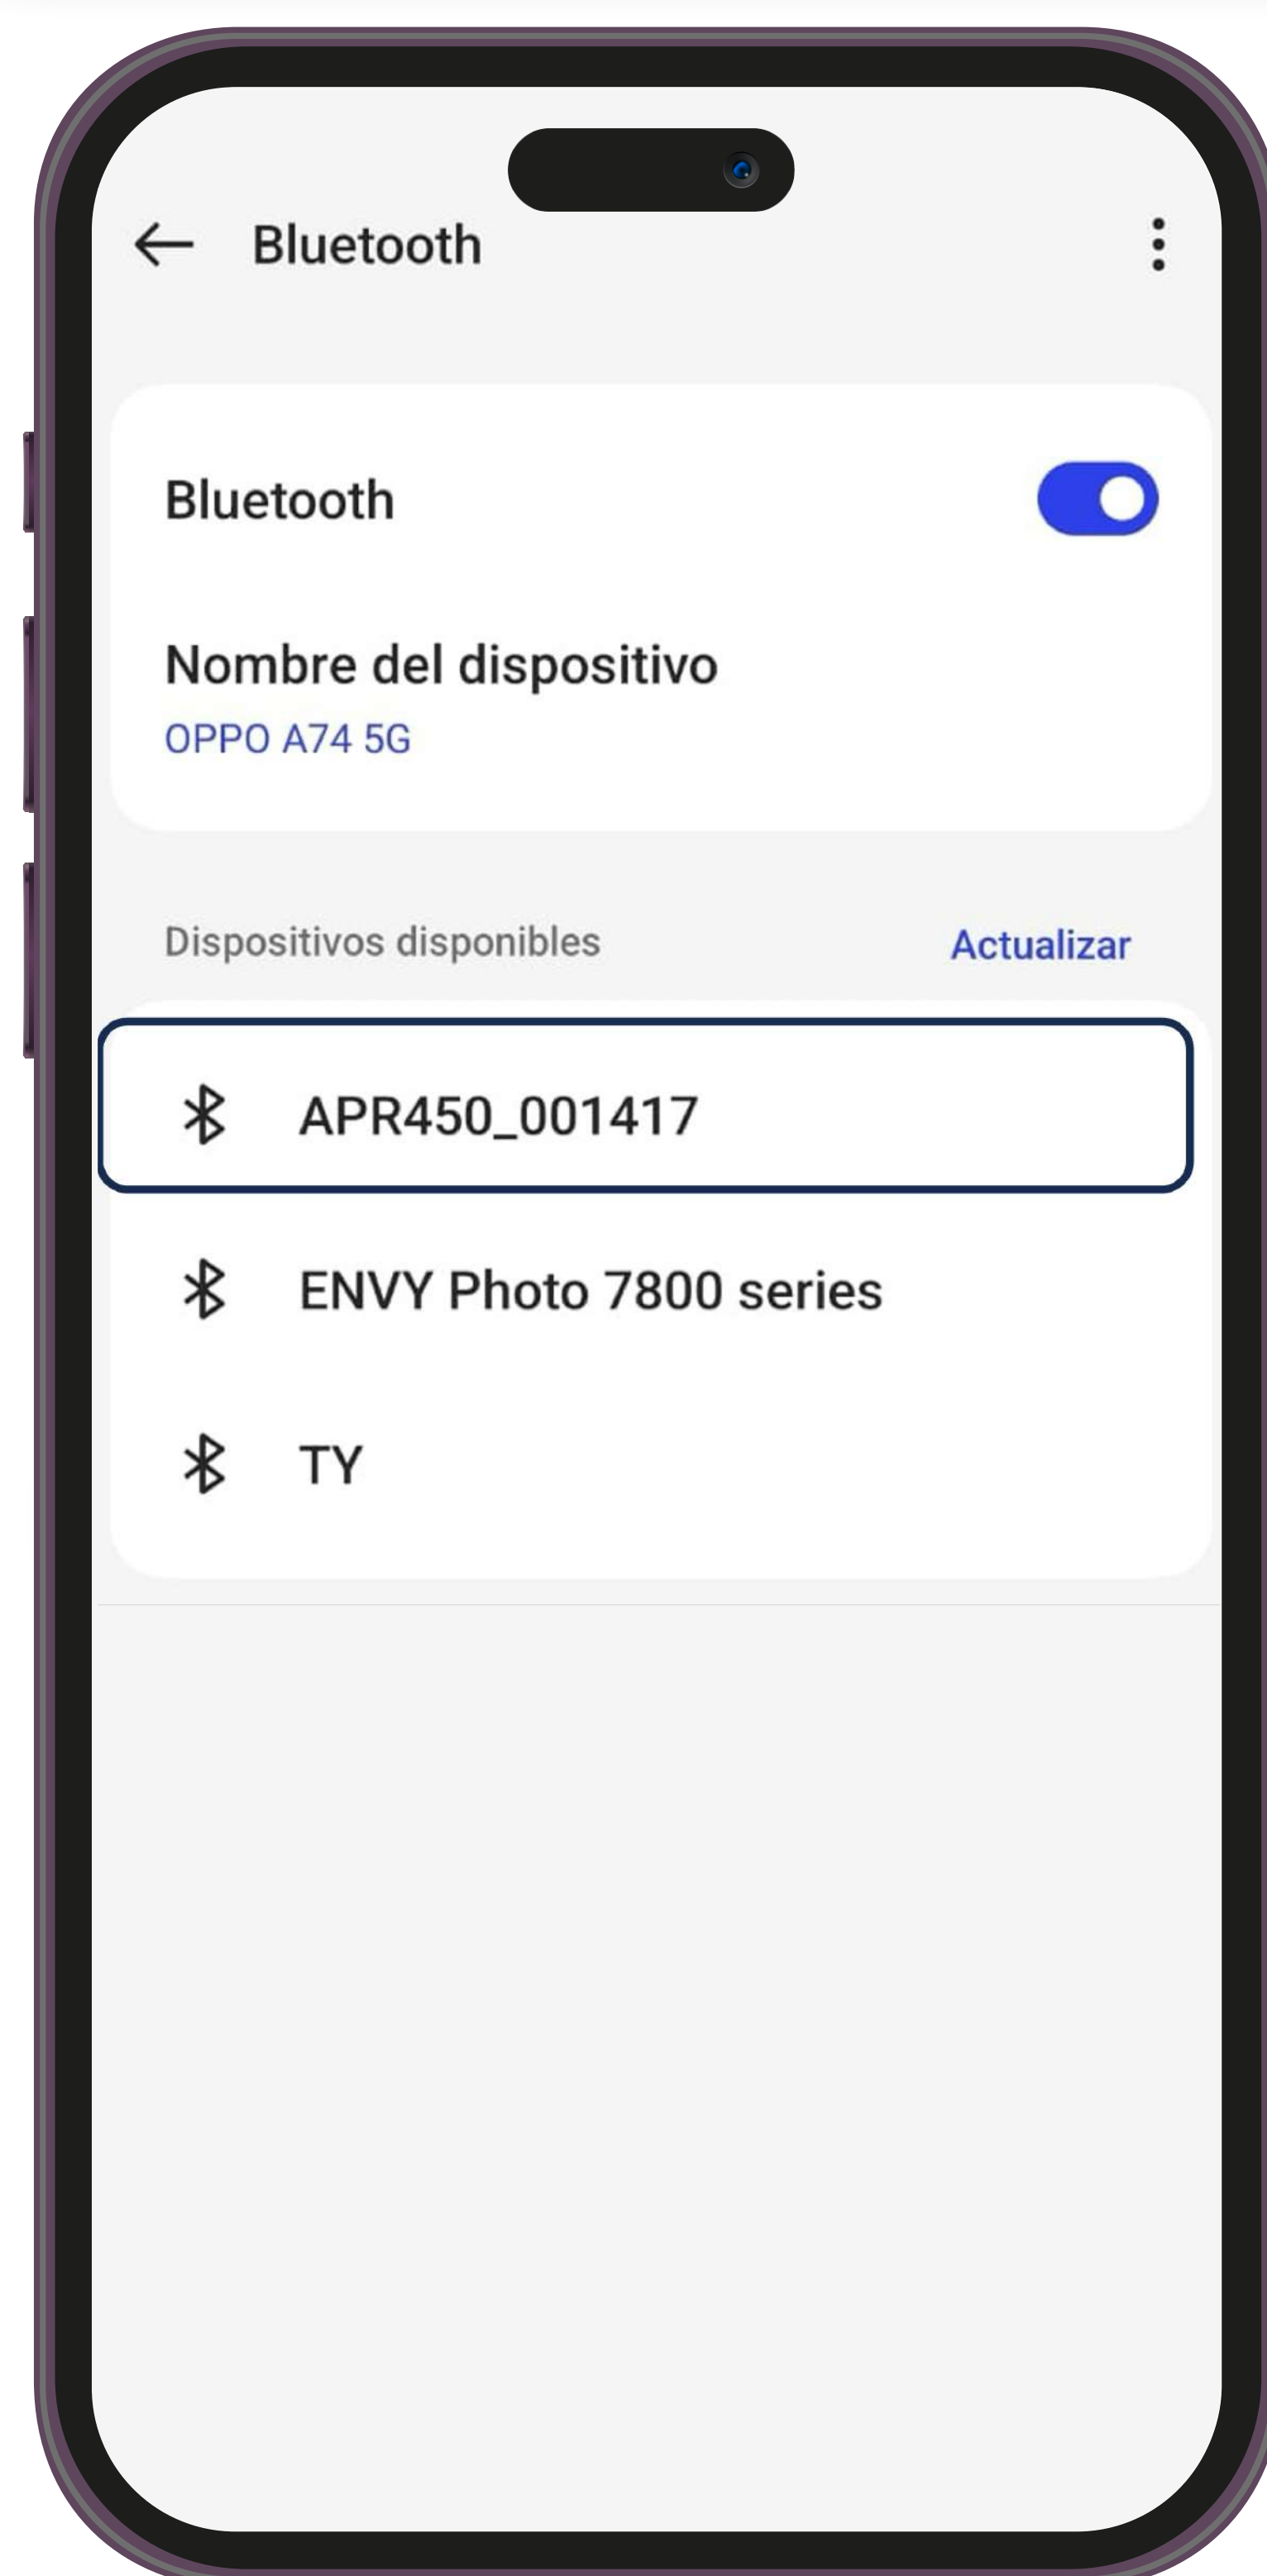 Bluetooth
Bluetooth
Nombre del dispositivo
OPPO A74 5G
Dispositivos disponibles Actualizar
APR450_001417
ENVY Photo 7800 series
TY